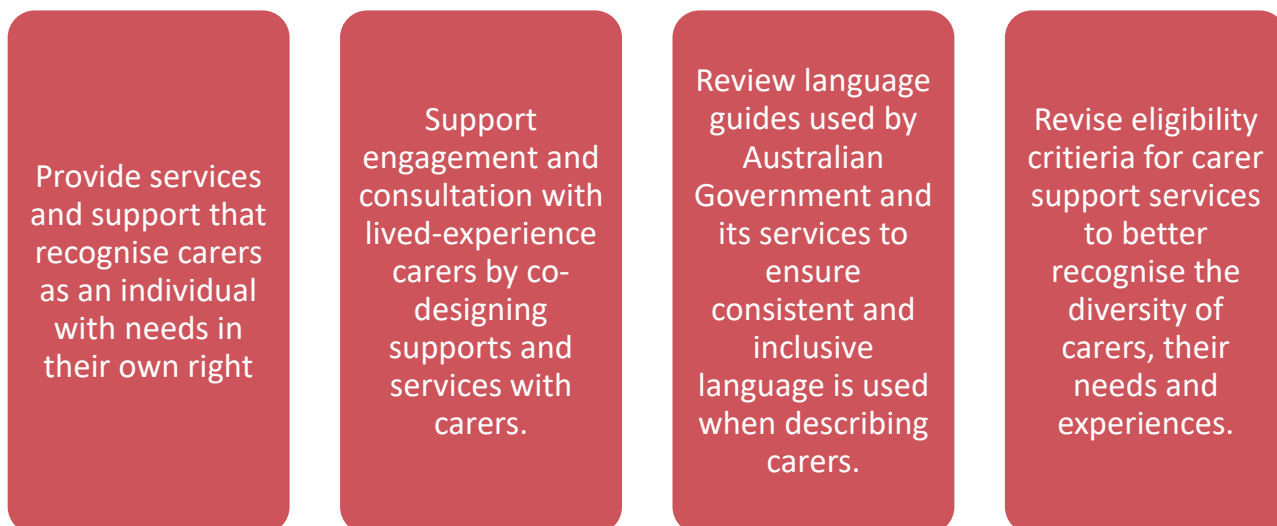 Provide services
and support that
recognise carers
as an individual
with needs in
their own right
Support
engagement and
consultation with
lived-experience
carers by co-
designing
supports and
services with
carers.
Review language
guides used by
Australian
Government and
its services to
ensure
consistent and
inclusive
language is used
when describing
carers.
Revise eligibility
critieria for carer
support services
to better
recognise the
diversity of
carers, their
needs and
experiences.